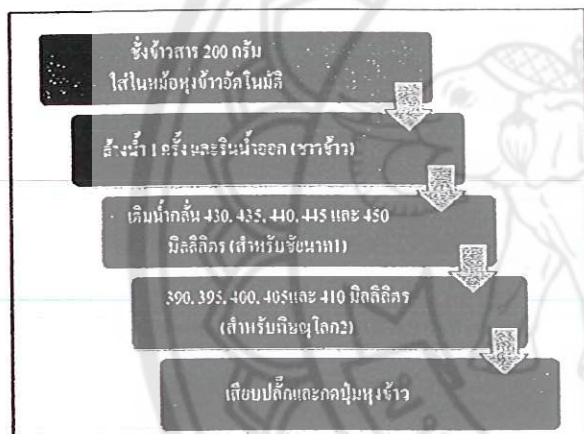 ชั่งข้าวสาร 200 กรัม
ใส่ในหม้อหุงข้าวอัตโนมัติ
ล้างน้ำ 1 ครั้ง และรินน้ำออก (ซาวข้าว)
เติมน้ำกลั่น 430, 435, 440, 445 และ 450
มิลลิลิตร (สำหรับชัยนาท1)
390, 395, 400, 405และ 410 มิลลิลิตร
(สำหรับพิษณุโลก2)
เสียบปลั๊กและกดปุ่มหุงข้าว